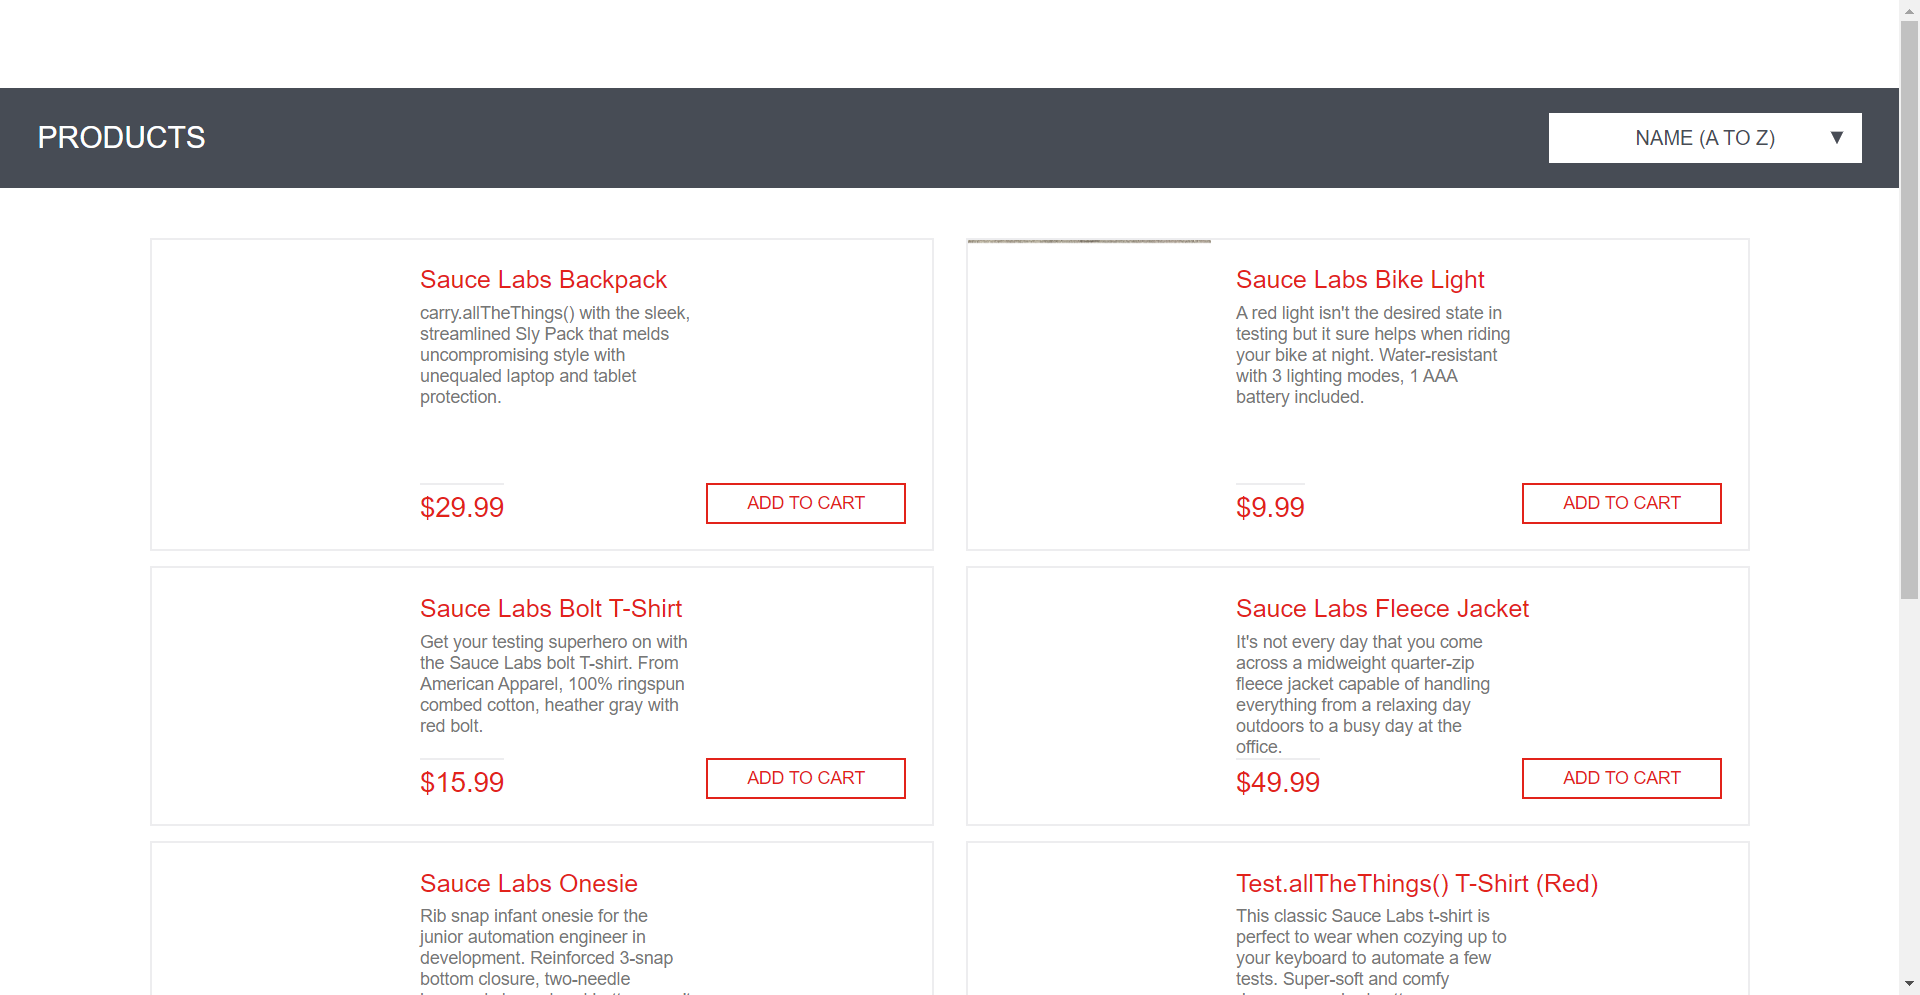 PRODUCTS
NAME (A TO Z) ▼
Sauce Labs Backpack
carry.allTheThings() with the sleek,
streamlined Sly Pack that melds
uncompromising style with
unequaled laptop and tablet
protection.
$29.99
ADD TO CART
Sauce Labs Bike Light
A red light isn't the desired state in
testing but it sure helps when riding
your bike at night. Water-resistant
with 3 lighting modes, 1 AAA
battery included.
$9.99
ADD TO CART
Sauce Labs Bolt T-Shirt
Get your testing superhero on with
the Sauce Labs bolt T-shirt. From
American Apparel, 100% ringspun
combed cotton, heather gray with
red bolt.
$15.99
ADD TO CART
Sauce Labs Fleece Jacket
It's not every day that you come
across a midweight quarter-zip
fleece jacket capable of handling
everything from a relaxing day
outdoors to a busy day at the
office.
$49.99
ADD TO CART
Sauce Labs Onesie
Rib snap infant onesie for the
junior automation engineer in
development. Reinforced 3-snap
bottom closure, two-needle
Test.allTheThings() T-Shirt (Red)
This classic Sauce Labs t-shirt is
perfect to wear when cozying up to
your keyboard to automate a few
tests. Super-soft and comfy